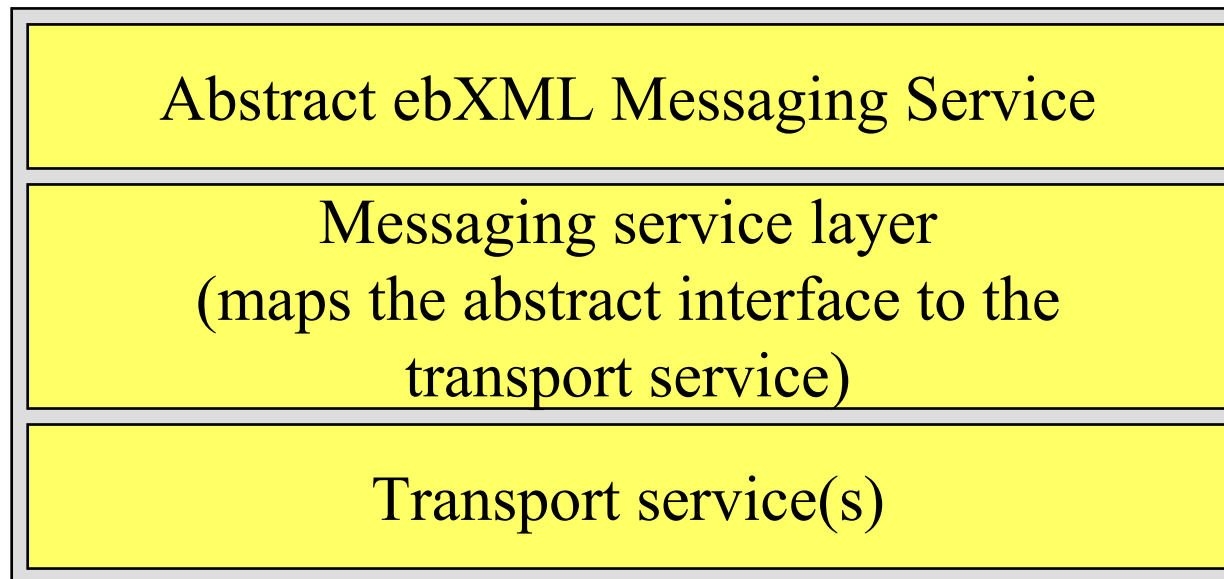 Abstract ebXML Messaging Service
Messaging service layer
(maps the abstract interface to the
transport service)
Transport service(s)